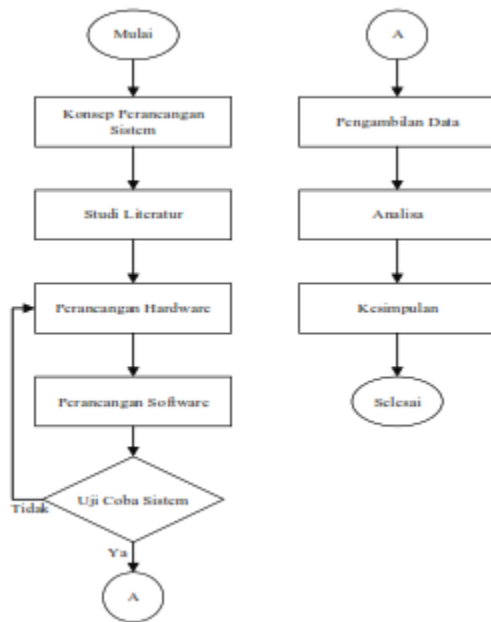 Mulai
Konsep Perancangan
Sistem
Studi Literatur
Perancangan Hardware
Perancangan Software
Uji Coba Sistem
Tidak
Ya
A
A
Pengambilan Data
Analisa
Kesimpulan
Selesai